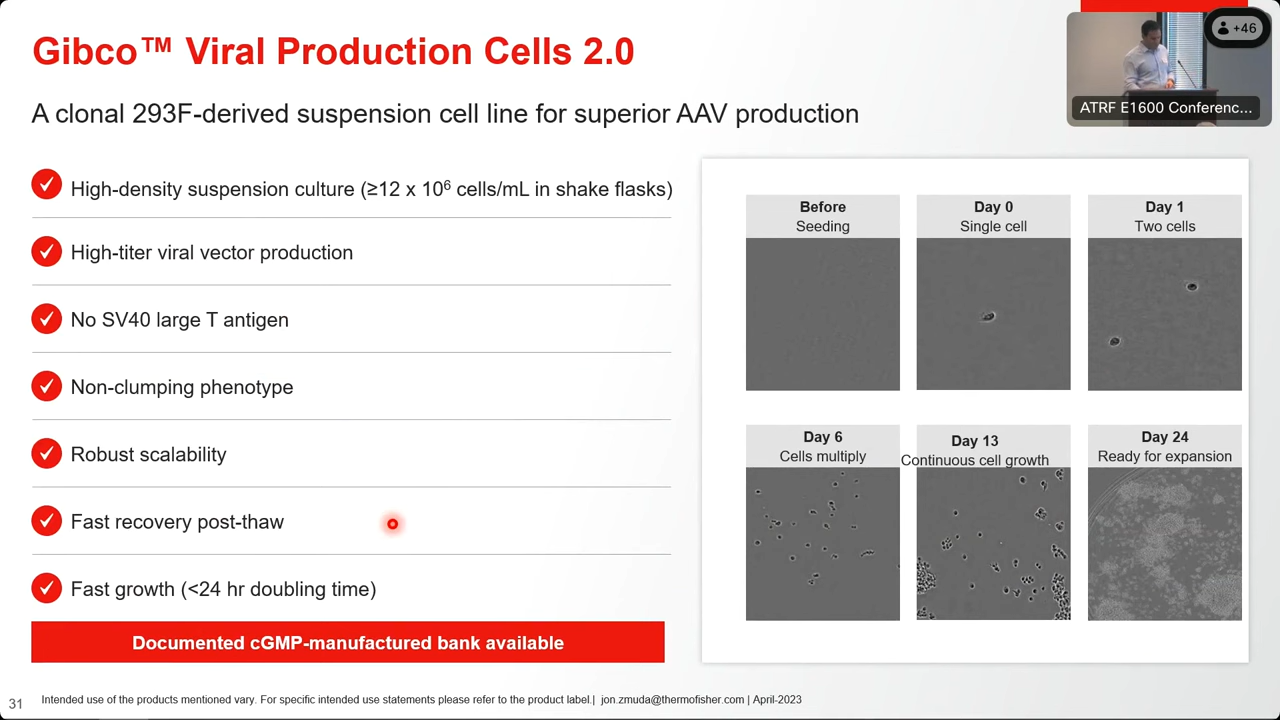 Gibco™ Viral Production Cells 2.0
+46
ATRF E1600 Conferenc...
A clonal 293F-derived suspension cell line for superior AAV production
High-density suspension culture (≥12 x 10⁶ cells/mL in shake flasks)
High-titer viral vector production
No SV40 large T antigen
Non-clumping phenotype
Robust scalability
Fast recovery post-thaw
Fast growth (<24 hr doubling time)
Documented cGMP-manufactured bank available
Before
Seeding
Day 0
Single cell
Day 1
Two cells
Day 6
Cells multiply
Day 13
Continuous cell growth
Day 24
Ready for expansion
31
Intended use of the products mentioned vary. For specific intended use statements please refer to the product label.| jon.zmuda@thermofisher.com | April-2023